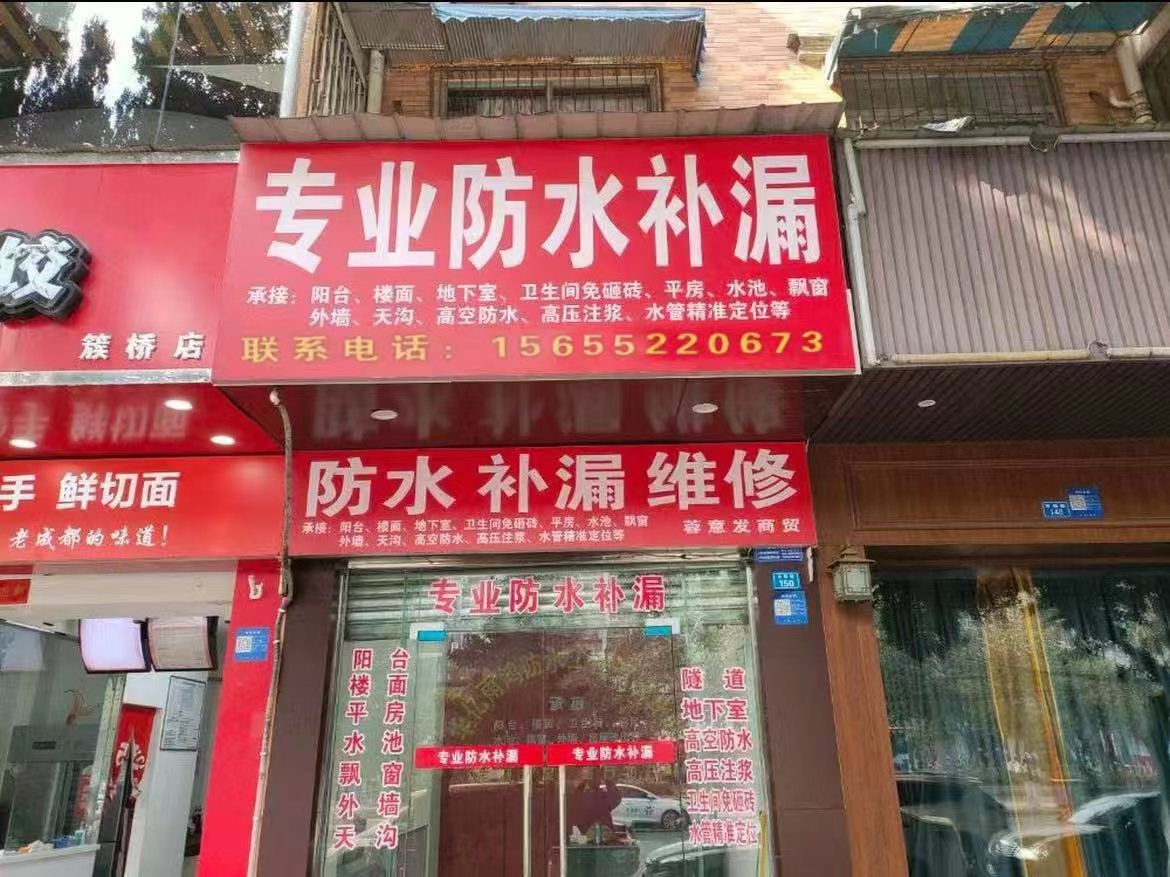 专业防水补漏
承接：阳台、楼面、地下室、卫生间免砸砖、平房、水池、飘窗
外墙、天沟、高空防水、高压注浆、水管精准定位等
联系电话：15655220673
饺
簇桥店
手 鲜切面
老成都的味道！
防水 补漏 维修
承接：阳台、楼面、地下室、卫生间免砸砖、平房、水池、飘窗
外墙、天沟、高空防水、高压注浆、水管精准定位等
蓉意发商贸
150
148
专业防水补漏
阳台
楼面
平房
水池
飘窗
外墙
天沟
隧道
地下室
高空防水
高压注浆
卫生间免砸砖
水管精准定位
专业防水补漏
专业防水补漏